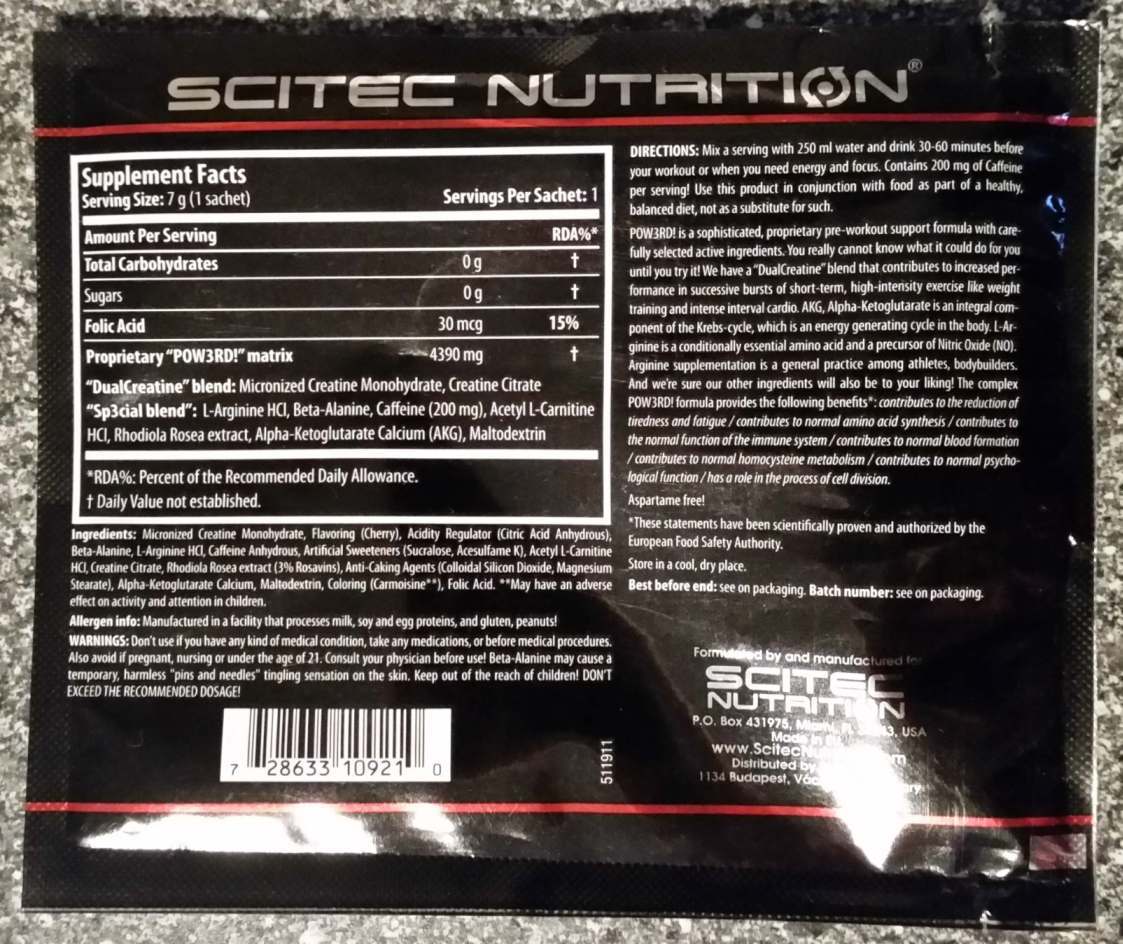 SCITEC NUTRITION®
Supplement Facts
Serving Size: 7 g (1 sachet) Servings Per Sachet: 1
Amount Per Serving RDA%*
Total Carbohydrates 0 g †
Sugars 0 g †
Folic Acid 30 mcg 15%
Proprietary "POW3RD!" matrix 4390 mg †
"DualCreatine" blend: Micronized Creatine Monohydrate, Creatine Citrate
"Sp3cial blend": L-Arginine HCl, Beta-Alanine, Caffeine (200 mg), Acetyl L-Carnitine
HCl, Rhodiola Rosea extract, Alpha-Ketoglutarate Calcium (AKG), Maltodextrin
*RDA%: Percent of the Recommended Daily Allowance.
† Daily Value not established.
Ingredients: Micronized Creatine Monohydrate, Flavoring (Cherry), Acidity Regulator (Citric Acid Anhydrous),
Beta-Alanine, L-Arginine HCl, Caffeine Anhydrous, Artificial Sweeteners (Sucralose, Acesulfame K), Acetyl L-Carnitine
HCl, Creatine Citrate, Rhodiola Rosea extract (3% Rosavins), Anti-Caking Agents (Colloidal Silicon Dioxide, Magnesium
Stearate), Alpha-Ketoglutarate Calcium, Maltodextrin, Coloring (Carmoisine**), Folic Acid. **May have an adverse
effect on activity and attention in children.
Allergen info: Manufactured in a facility that processes milk, soy and egg proteins, and gluten, peanuts!
WARNINGS: Don't use if you have any kind of medical condition, take any medications, or before medical procedures.
Also avoid if pregnant, nursing or under the age of 21. Consult your physician before use! Beta-Alanine may cause a
temporary, harmless "pins and needles" tingling sensation on the skin. Keep out of the reach of children! DON'T
EXCEED THE RECOMMENDED DOSAGE!
7 28633 10921 0
511911
DIRECTIONS: Mix a serving with 250 ml water and drink 30-60 minutes before
your workout or when you need energy and focus. Contains 200 mg of Caffeine
per serving! Use this product in conjunction with food as part of a healthy,
balanced diet, not as a substitute for such.
POW3RD! is a sophisticated, proprietary pre-workout support formula with care-
fully selected active ingredients. You really cannot know what it could do for you
until you try it! We have a "DualCreatine" blend that contributes to increased per-
formance in successive bursts of short-term, high-intensity exercise like weight
training and intense interval cardio. AKG, Alpha-Ketoglutarate is an integral com-
ponent of the Krebs-cycle, which is an energy generating cycle in the body. L-Ar-
ginine is a conditionally essential amino acid and a precursor of Nitric Oxide (NO).
Arginine supplementation is a general practice among athletes, bodybuilders.
And we're sure our other ingredients will also be to your liking! The complex
POW3RD! formula provides the following benefits*: contributes to the reduction of
tiredness and fatigue / contributes to normal amino acid synthesis / contributes to
the normal function of the immune system / contributes to normal blood formation
/ contributes to normal homocysteine metabolism / contributes to normal psycho-
logical function / has a role in the process of cell division.
Aspartame free!
*These statements have been scientifically proven and authorized by the
European Food Safety Authority.
Store in a cool, dry place.
Best before end: see on packaging. Batch number: see on packaging.
Formulated by and manufactured for
SCITEC
NUTRITION
P.O. Box 431975, USA
Made in
Distributed by
1134 Budapest,